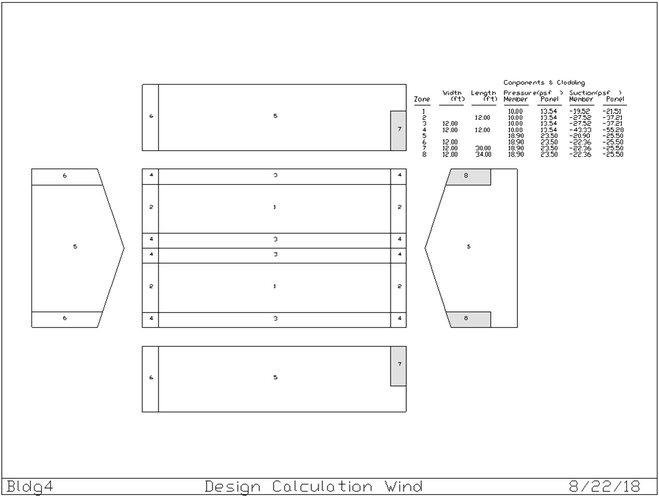 Components & Cladding
Width Length Pressure(psf ) Suction(psf )
Zone (ft) (ft) Member Panel Member Panel
1 10.00 13.54 -19.52 -21.51
2 12.00 10.00 13.54 -27.52 -37.21
3 12.00 10.00 13.54 -27.52 -37.21
4 12.00 12.00 10.00 13.54 -43.33 -55.28
5 18.90 23.50 -20.90 -25.50
6 12.00 18.90 23.50 -22.36 -25.50
7 12.00 30.00 18.90 23.50 -22.36 -25.50
8 12.00 34.00 18.90 23.50 -22.36 -25.50
6 5 7
6 4 3 4 8
2 1 2
5 4 3 4 5
4 3 4
2 1 2
6 4 3 4 8
7
6 5
Bldg4 Design Calculation Wind 8/22/18